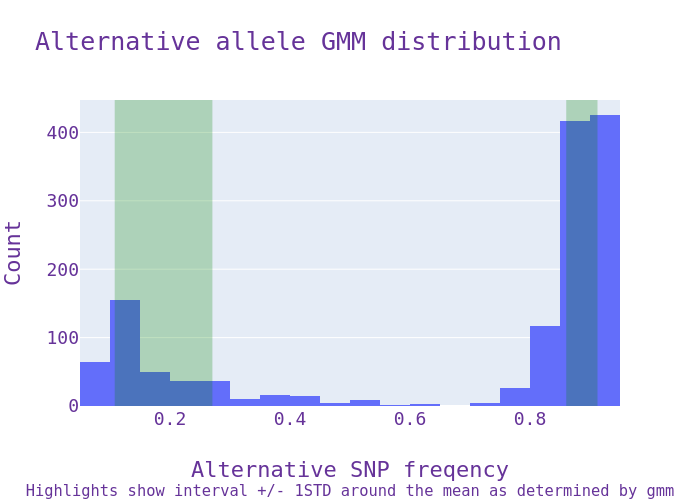 Alternative allele GMM distribution
Count
400
300
200
100
0
0.2 0.4 0.6 0.8
Alternative SNP freqency
Highlights show interval +/- 1STD around the mean as determined by gmm